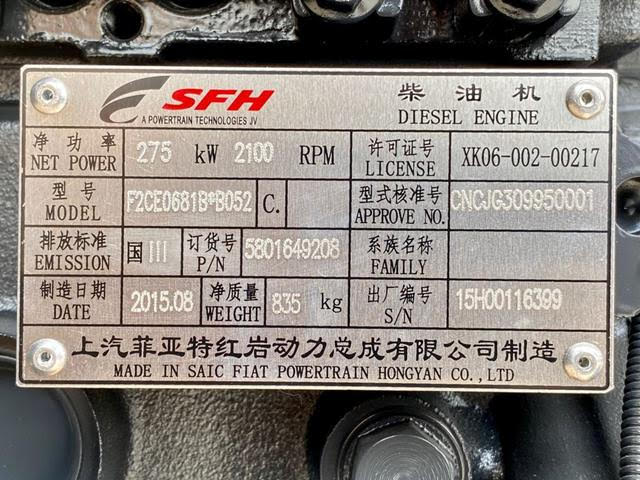 SFH
A POWERTRAIN TECHNOLOGIES JV
柴油机
DIESEL ENGINE
净功率 275 kW 2100 RPM 许可证号 XK06-002-00217
NET POWER LICENSE
型号 F2CE0681B*B052 C. 型式核准号 CNCJG309950001
MODEL APPROVE NO.
排放标准 国III 订货号 5801649208 系族名称
EMISSION P/N FAMILY
制造日期 2015.08 净质量 835 kg 出厂编号 15H00116399
DATE WEIGHT S/N
上汽菲亚特红岩动力总成有限公司制造
MADE IN SAIC FIAT POWERTRAIN HONGYAN CO.,LTD